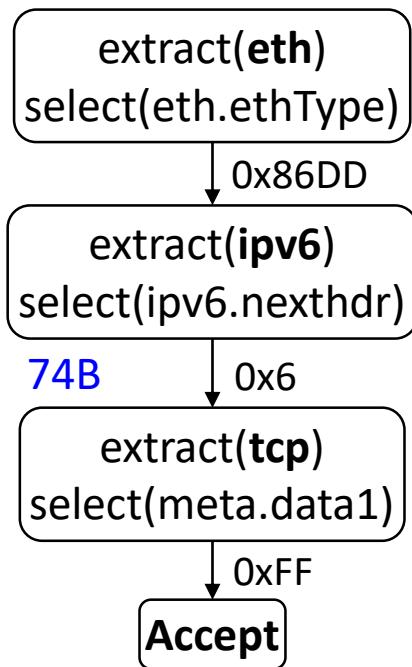 extract(eth)
select(eth.ethType)
0x86DD
extract(ipv6)
select(ipv6.nexthdr)
74B
0x6
extract(tcp)
select(meta.data1)
0xFF
Accept